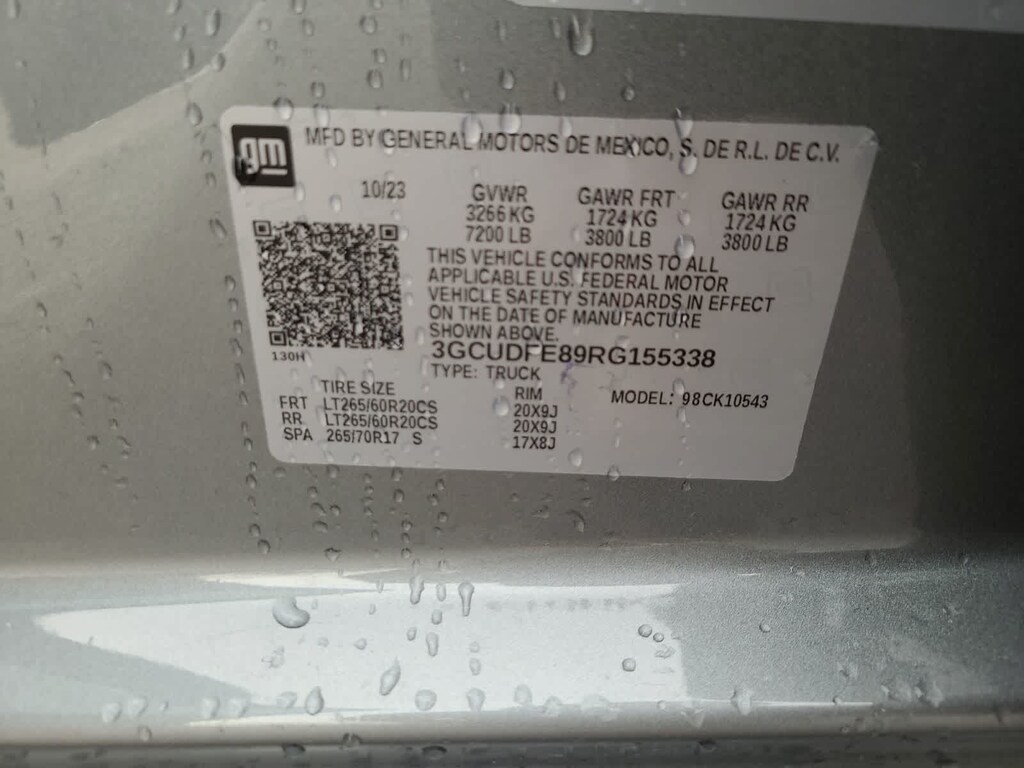 gm
MFD BY GENERAL MOTORS DE MEXICO, S. DE R.L. DE C.V.
10/23 GVWR GAWR FRT GAWR RR
3266 KG 1724 KG 1724 KG
7200 LB 3800 LB 3800 LB
THIS VEHICLE CONFORMS TO ALL
APPLICABLE U.S. FEDERAL MOTOR
VEHICLE SAFETY STANDARDS IN EFFECT
ON THE DATE OF MANUFACTURE
SHOWN ABOVE.
130H 3GCUDFE89RG155338
TYPE: TRUCK
TIRE SIZE RIM MODEL: 98CK10543
FRT LT265/60R20CS 20X9J
RR LT265/60R20CS 20X9J
SPA 265/70R17 S 17X8J